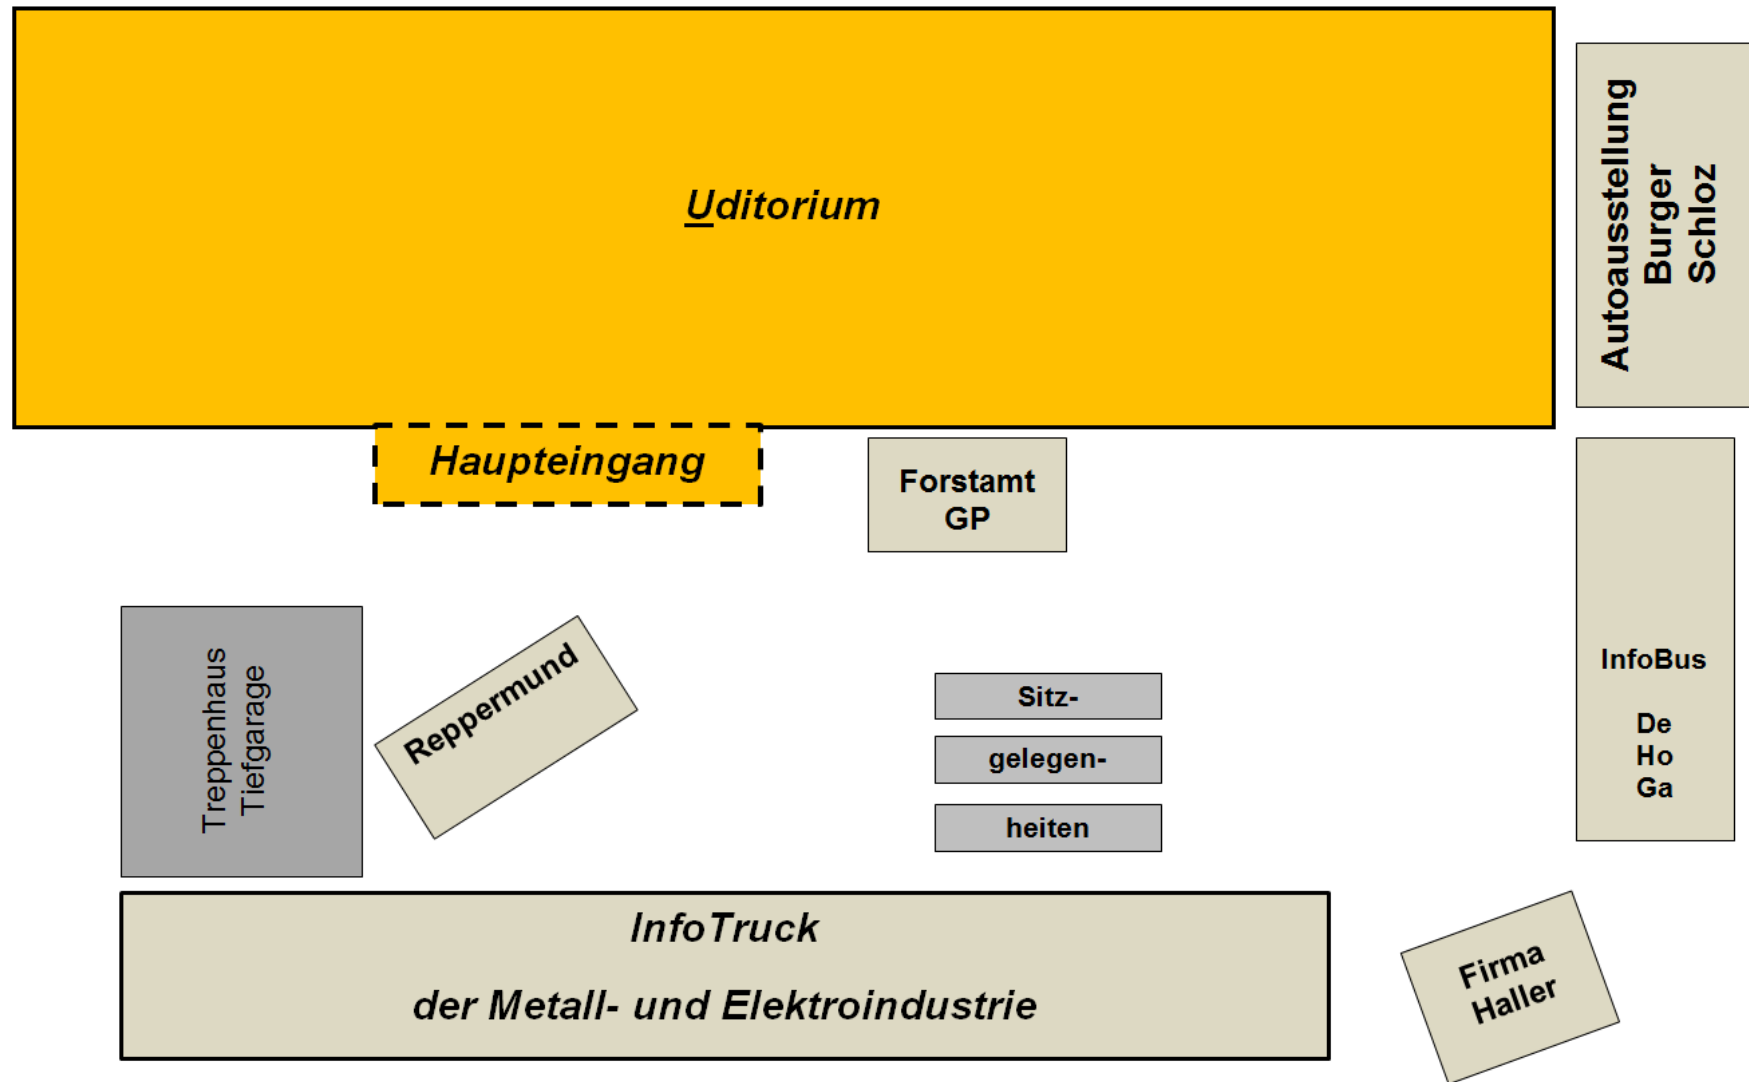 Uditorium
Autoausstellung
Burger
Schloz
Haupteingang
Forstamt
GP
Treppenhaus
Tiefgarage
Reppermund
Sitz-
gelegen-
heiten
InfoBus
De
Ho
Ga
InfoTruck
der Metall- und Elektroindustrie
Firma
Haller